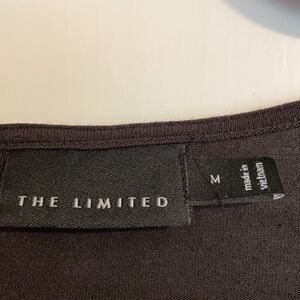 THE LIMITED
M
made in
vietnam